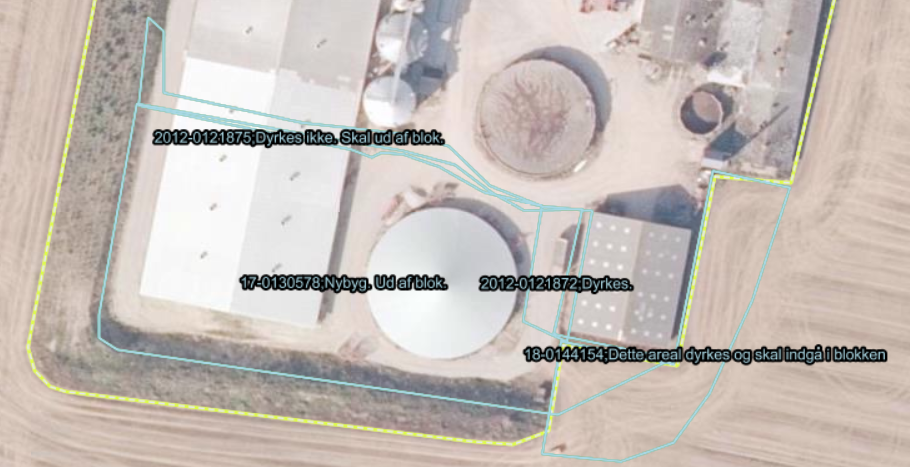 2012-0121875;Dyrkes ikke. Skal ud af blok.
17-0130578;Nybyg. Ud af blok.
2012-0121872;Dyrkes.
18-0144154;Dette areal dyrkes og skal indgå i blokken